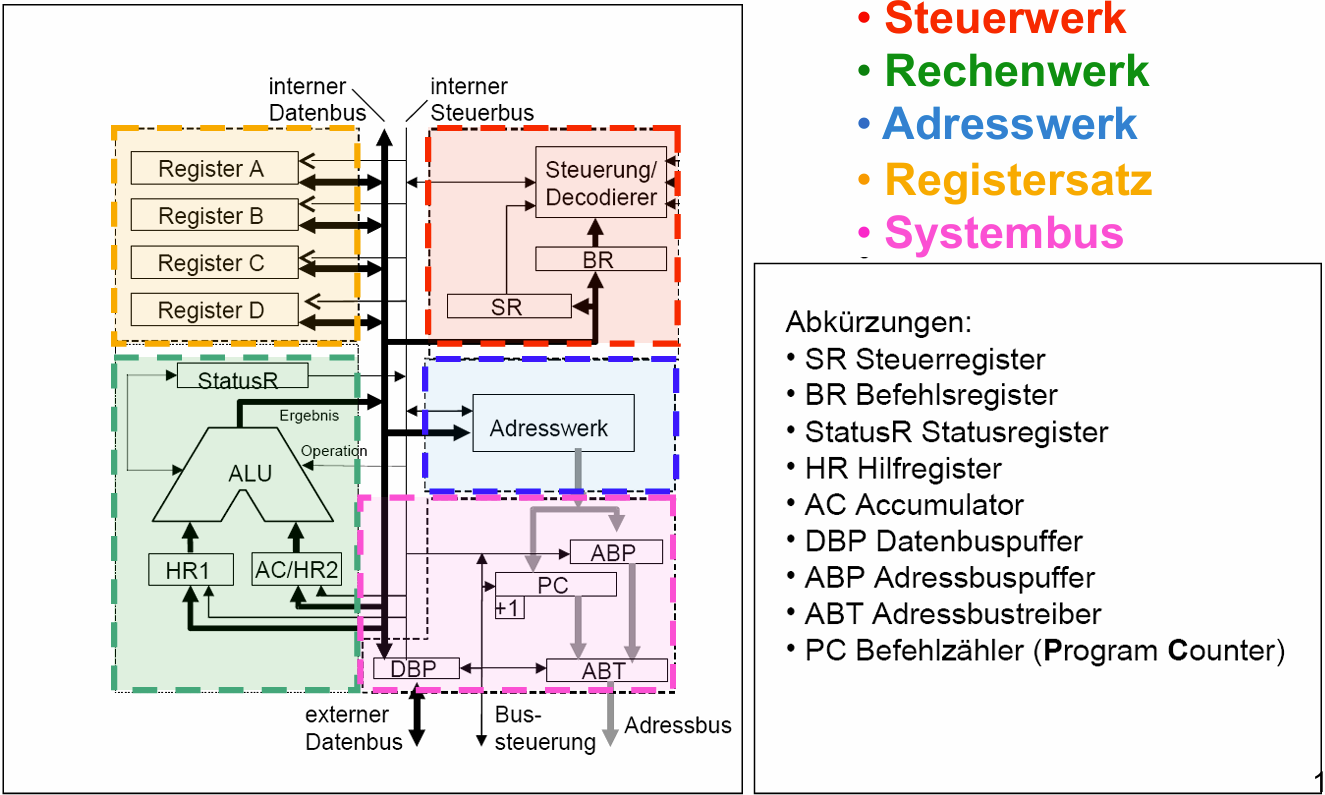 • Steuerwerk
• Rechenwerk
• Adresswerk
• Registersatz
• Systembus
interner
Datenbus
interner
Steuerbus
Register A
Register B
Register C
Register D
Steuerung/
Decodierer
BR
SR
StatusR
Ergebnis
Operation
ALU
HR1
AC/HR2
Adresswerk
ABP
PC
+1
DBP
ABT
externer
Datenbus
Bus-
steuerung
Adressbus
Abkürzungen:
• SR Steuerregister
• BR Befehlsregister
• StatusR Statusregister
• HR Hilfregister
• AC Accumulator
• DBP Datenbuspuffer
• ABP Adressbuspuffer
• ABT Adressbustreiber
• PC Befehlzähler (Program Counter)
1